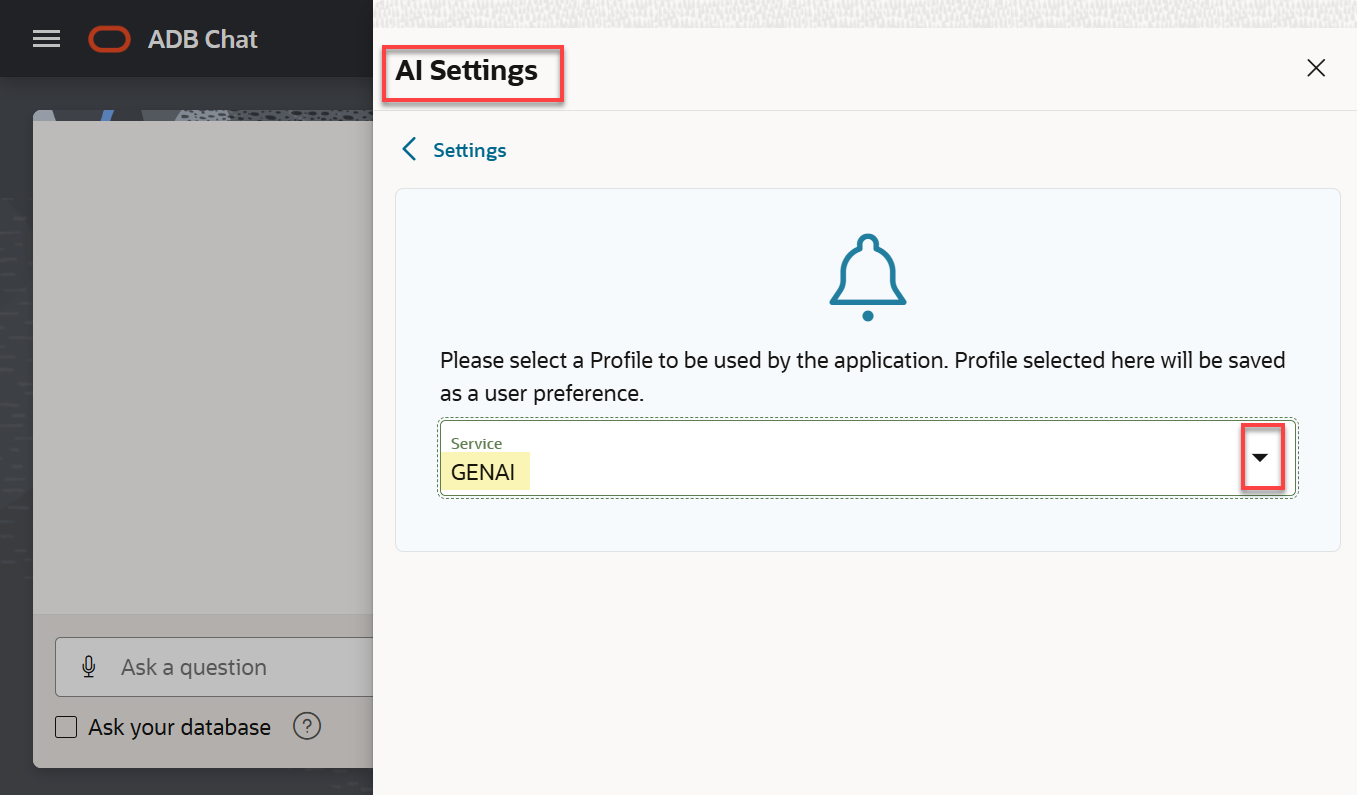 ADB Chat
AI Settings
Settings
Please select a Profile to be used by the application. Profile selected here will be saved
as a user preference.
Service
GENAI
Ask a question
Ask your database ?